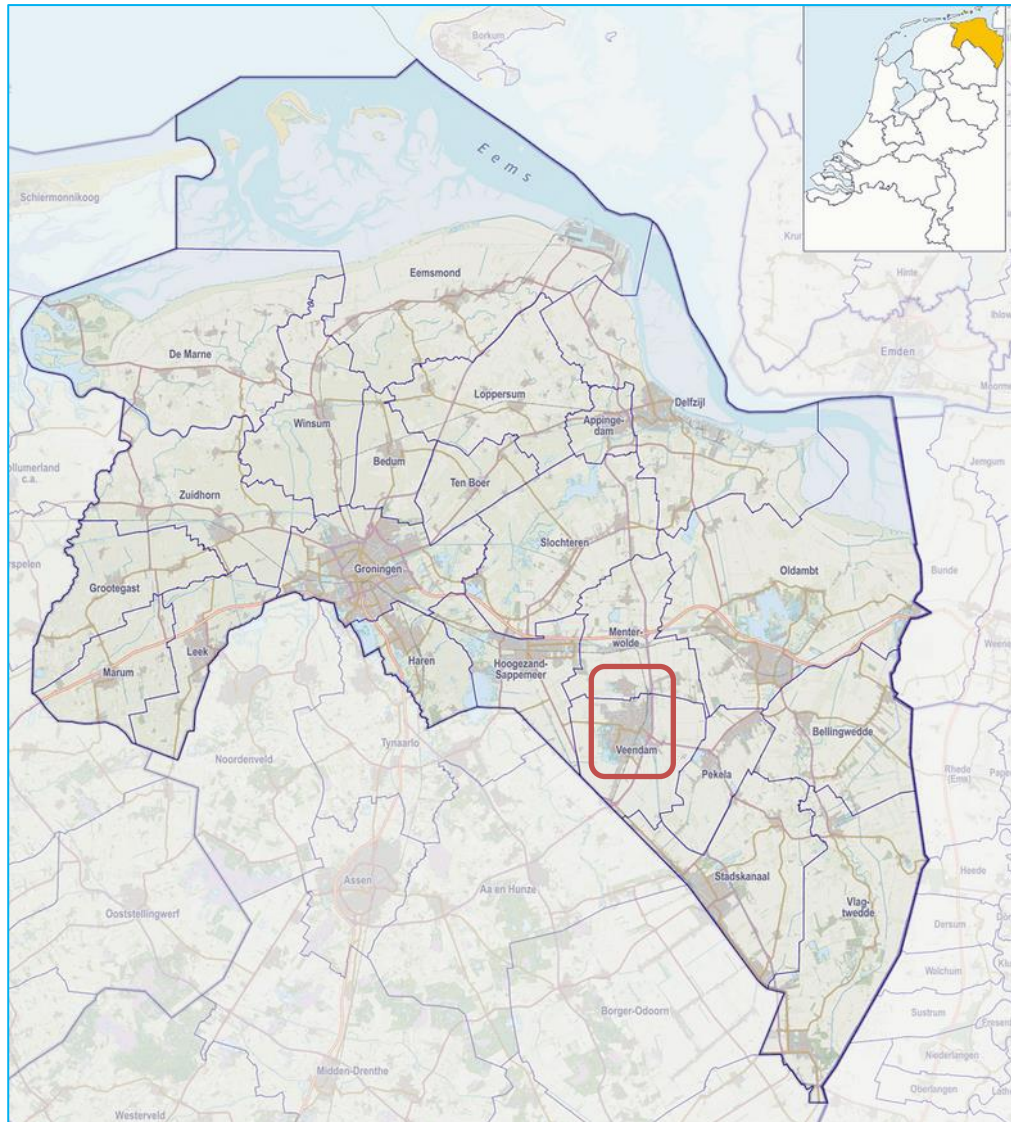 Borkum
Eems
Schiermonnikoog
Eemsmond
Hinte
Emden
De Marne
Loppersum
Delfzijl
Winsum
Appinge-
dam
Bedum
Jemgum
Ten Boer
Zuidhorn
Slochteren
Groningen
Oldambt
Bunde
Grootegast
Menter-
wolde
Leek
Haren
Hoogezand-
Sappemeer
Marum
Bellingwedde
Tynaarlo
Veendam
Noordenveld
Pekela
Rhede
(Ems)
Stadskanaal
Heede
Assen
Aa en Hunze
Vlag-
twedde
Ooststellingwerf
Dersum
Walchum
Borger-Odoorn
Sustrum
Niederlangen
Midden-Drenthe
Oberlangen
Westerveld